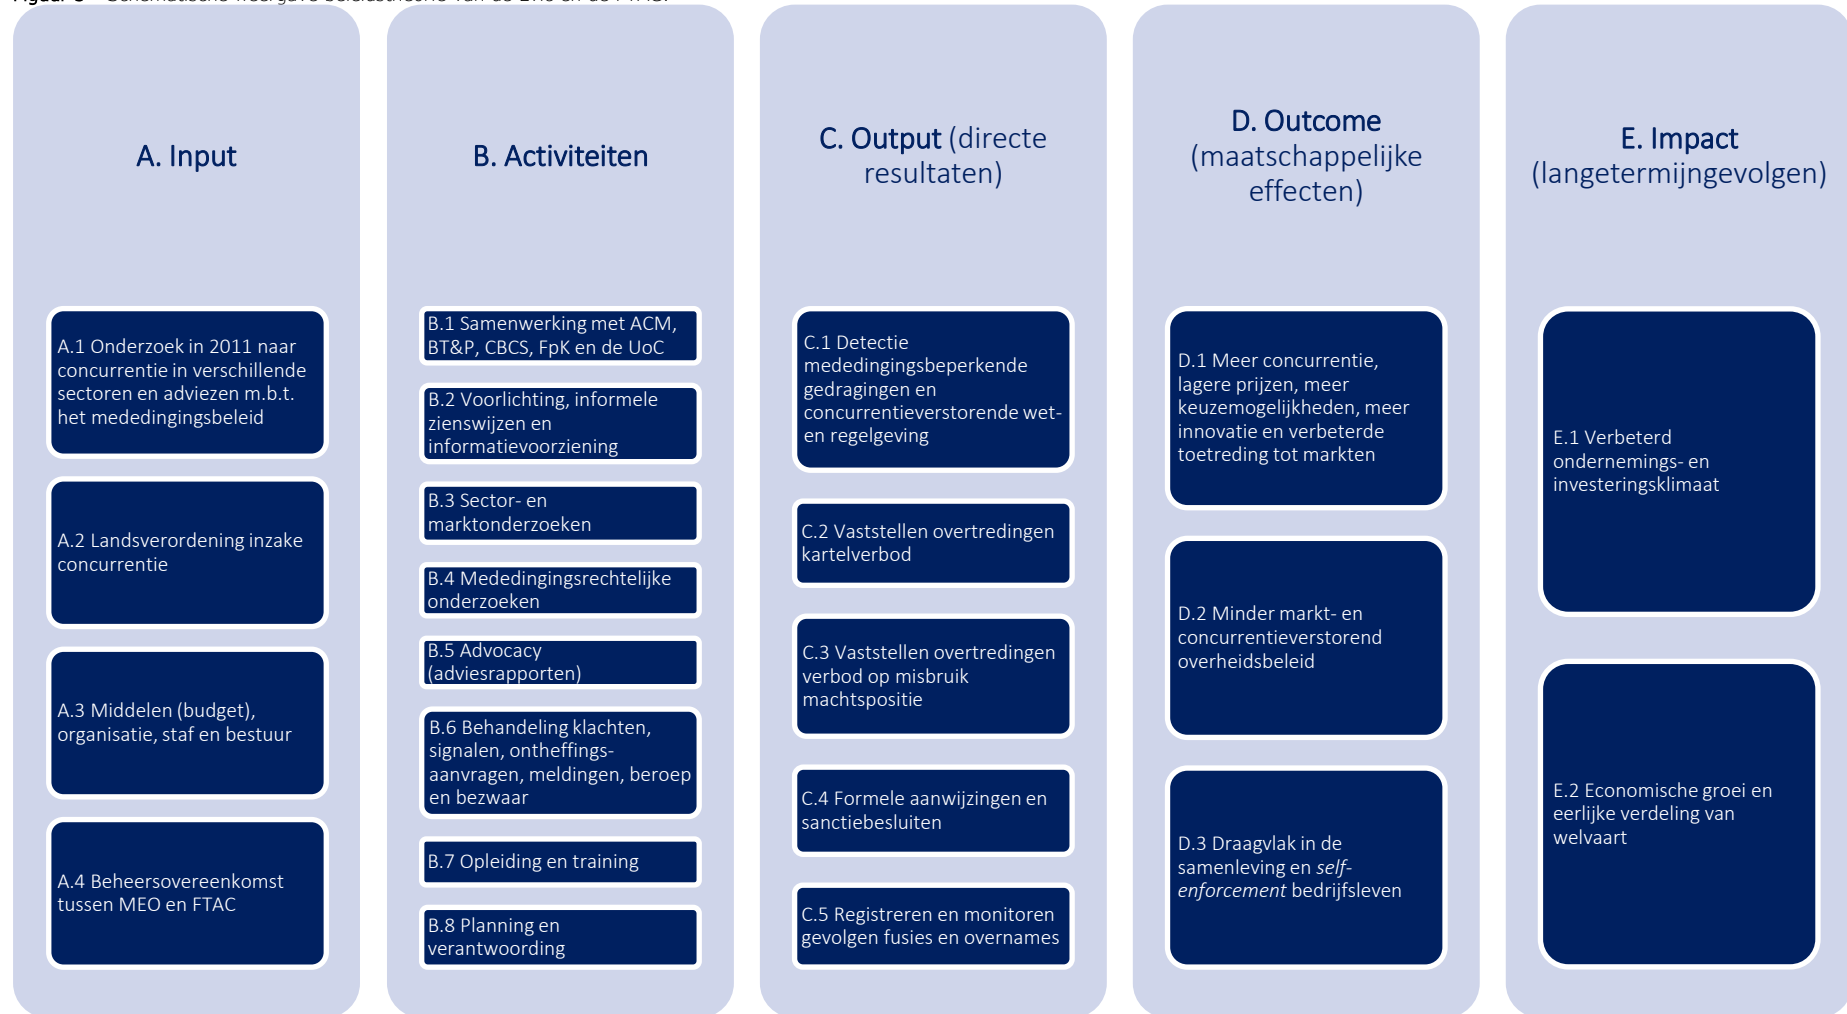 A. Input
A.1 Onderzoek in 2011 naar
concurrentie in verschillende
sectoren en adviezen m.b.t.
het mededingingsbeleid
A.2 Landsverordening inzake
concurrentie
A.3 Middelen (budget),
organisatie, staf en bestuur
A.4 Beheersovereenkomst
tussen MEO en FTAC
B. Activiteiten
B.1 Samenwerking met ACM,
BT&P, CBCS, FpK en de UoC
B.2 Voorlichting, informele
zienswijzen en
informatievoorziening
B.3 Sector- en
marktonderzoeken
B.4 Mededingingsrechtelijke
onderzoeken
B.5 Advocacy
(adviesrapporten)
B.6 Behandeling klachten,
signalen, ontheffings-
aanvragen, meldingen, beroep
en bezwaar
B.7 Opleiding en training
B.8 Planning en
verantwoording
C. Output (directe
resultaten)
C.1 Detectie
mededingingsbeperkende
gedragingen en
concurrentieverstorende wet-
en regelgeving
C.2 Vaststellen overtredingen
kartelverbod
C.3 Vaststellen overtredingen
verbod op misbruik
machtspositie
C.4 Formele aanwijzingen en
sanctiebesluiten
C.5 Registreren en monitoren
gevolgen fusies en overnames
D. Outcome
(maatschappelijke
effecten)
D.1 Meer concurrentie,
lagere prijzen, meer
keuzemogelijkheden, meer
innovatie en verbeterde
toetreding tot markten
D.2 Minder markt- en
concurrentieverstorend
overheidsbeleid
D.3 Draagvlak in de
samenleving en self-
enforcement bedrijfsleven
E. Impact
(langetermijngevolgen)
E.1 Verbeterd
ondernemings- en
investeringsklimaat
E.2 Economische groei en
eerlijke verdeling van
welvaart